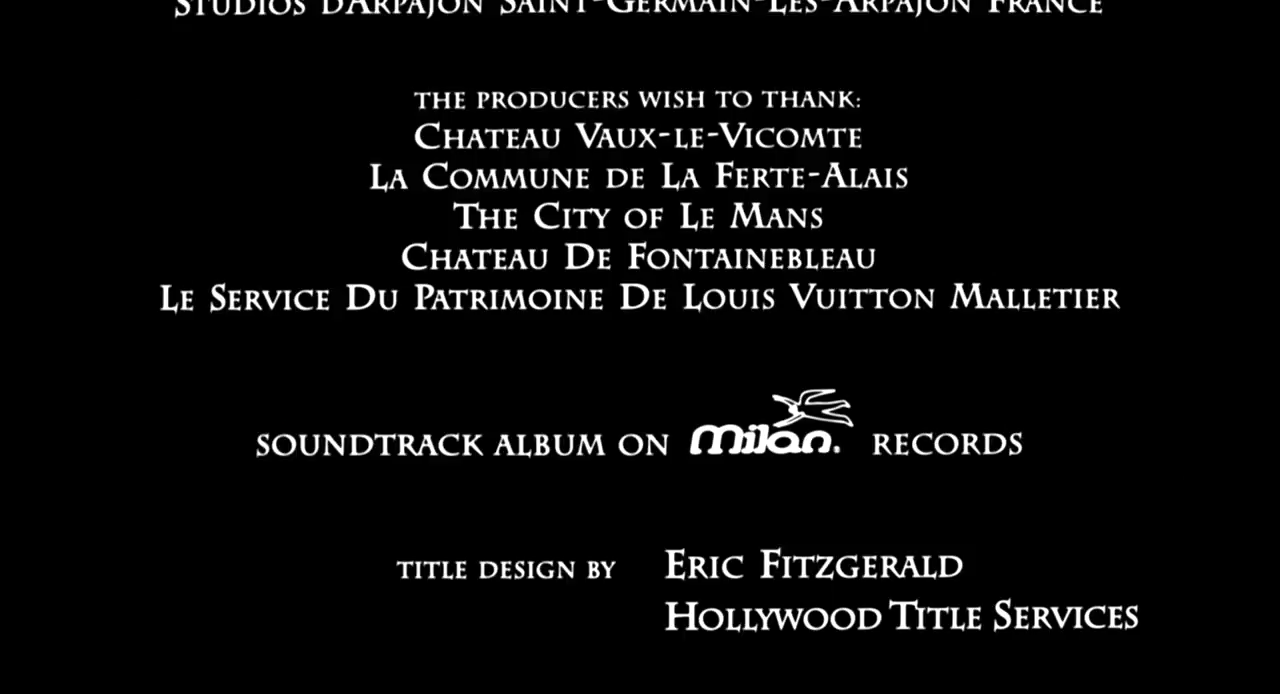 STUDIOS D'ARPAJON SAINT-GERMAIN-LES-ARPAJON FRANCE
THE PRODUCERS WISH TO THANK:
CHATEAU VAUX-LE-VICOMTE
LA COMMUNE DE LA FERTE-ALAIS
THE CITY OF LE MANS
CHATEAU DE FONTAINEBLEAU
LE SERVICE DU PATRIMOINE DE LOUIS VUITTON MALLETIER
SOUNDTRACK ALBUM ON milan® RECORDS
TITLE DESIGN BY ERIC FITZGERALD
HOLLYWOOD TITLE SERVICES